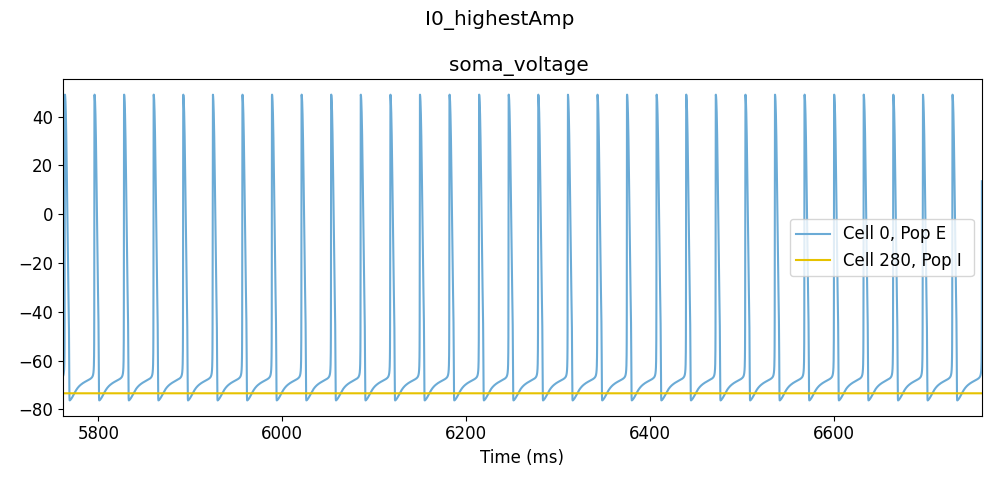 I0_highestAmp
soma_voltage
40
20
0
−20
−40
−60
−80
Cell 0, Pop E
Cell 280, Pop I
5800 6000 6200 6400 6600
Time (ms)